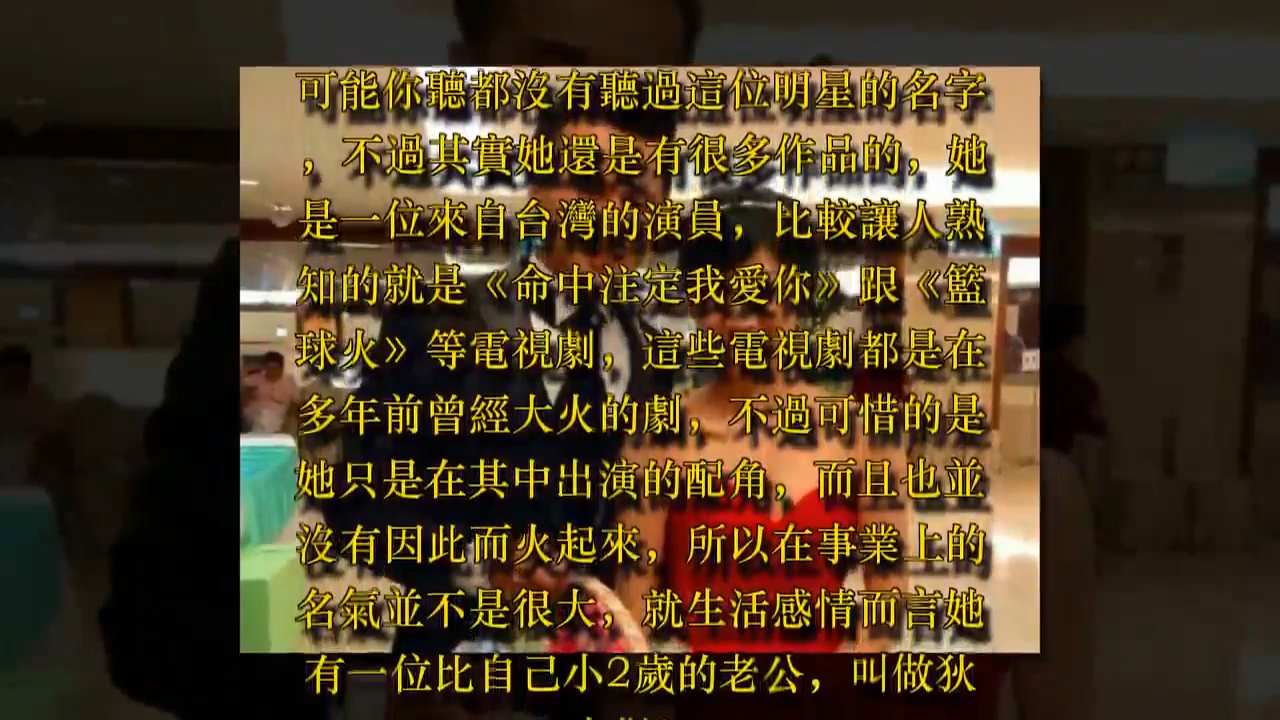 可能你聽都沒有聽過這位明星的名字
，不過其實她還是有很多作品的，她
是一位來自台灣的演員，比較讓人熟
知的就是《命中注定我愛你》跟《籃
球火》等電視劇，這些電視劇都是在
多年前曾經大火的劇，不過可惜的是
她只是在其中出演的配角，而且也並
沒有因此而火起來，所以在事業上的
名氣並不是很大，就生活感情而言她
有一位比自己小2歲的老公，叫做狄